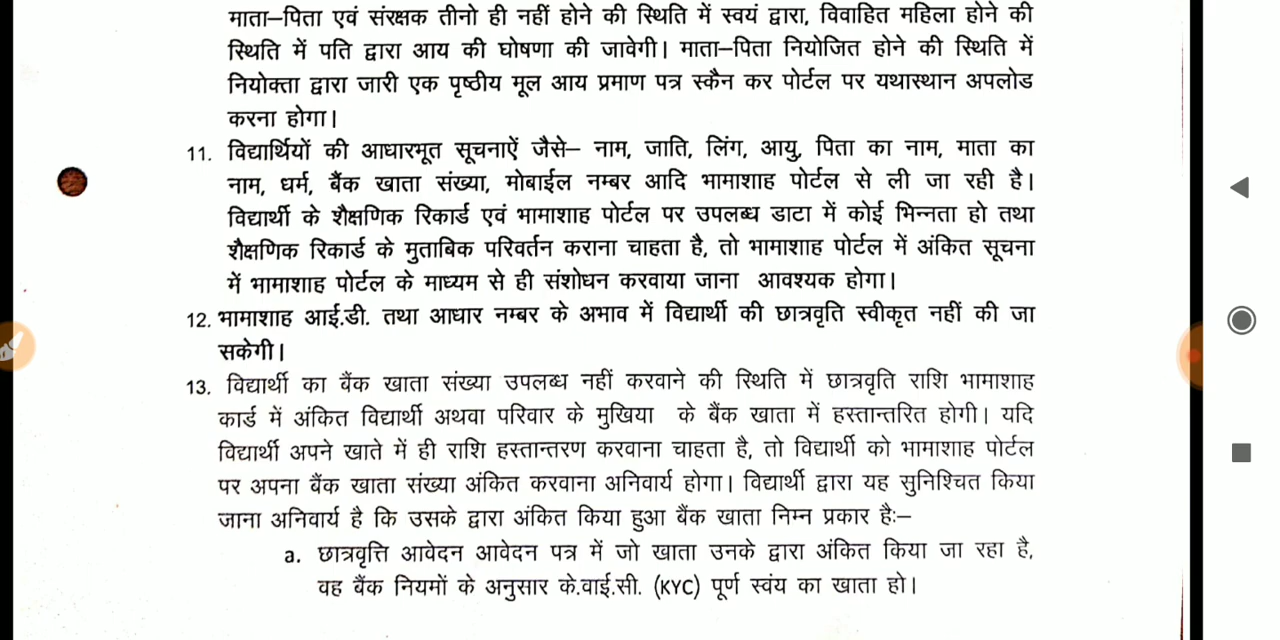 माता–पिता एवं संरक्षक तीनो ही नहीं होने की स्थिति में स्वयं द्वारा, विवाहित महिला होने की
स्थिति में पति द्वारा आय की घोषणा की जावेगी। माता–पिता नियोजित होने की स्थिति में
नियोक्ता द्वारा जारी एक पृष्ठीय मूल आय प्रमाण पत्र स्कैन कर पोर्टल पर यथास्थान अपलोड
करना होगा।
11. विद्यार्थियों की आधारभूत सूचनाऐं जैसे– नाम, जाति, लिंग, आयु, पिता का नाम, माता का
नाम, धर्म, बैंक खाता संख्या, मोबाईल नम्बर आदि भामाशाह पोर्टल से ली जा रही है।
विद्यार्थी के शैक्षणिक रिकार्ड एवं भामाशाह पोर्टल पर उपलब्ध डाटा में कोई भिन्नता हो तथा
शैक्षणिक रिकार्ड के मुताबिक परिवर्तन कराना चाहता है, तो भामाशाह पोर्टल में अंकित सूचना
में भामाशाह पोर्टल के माध्यम से ही संशोधन करवाया जाना आवश्यक होगा।
12. भामाशाह आई.डी. तथा आधार नम्बर के अभाव में विद्यार्थी की छात्रवृति स्वीकृत नहीं की जा
सकेगी।
13. विद्यार्थी का बैंक खाता संख्या उपलब्ध नहीं करवाने की स्थिति में छात्रवृति राशि भामाशाह
कार्ड में अंकित विद्यार्थी अथवा परिवार के मुखिया के बैंक खाता में हस्तान्तरित होगी। यदि
विद्यार्थी अपने खाते में ही राशि हस्तान्तरण करवाना चाहता है, तो विद्यार्थी को भामाशाह पोर्टल
पर अपना बैंक खाता संख्या अंकित करवाना अनिवार्य होगा। विद्यार्थी द्वारा यह सुनिश्चित किया
जाना अनिवार्य है कि उसके द्वारा अंकित किया हुआ बैंक खाता निम्न प्रकार हैः–
a. छात्रवृत्ति आवेदन आवेदन पत्र में जो खाता उनके द्वारा अंकित किया जा रहा है,
वह बैंक नियमों के अनुसार के.वाई.सी. (KYC) पूर्ण स्वंय का खाता हो।